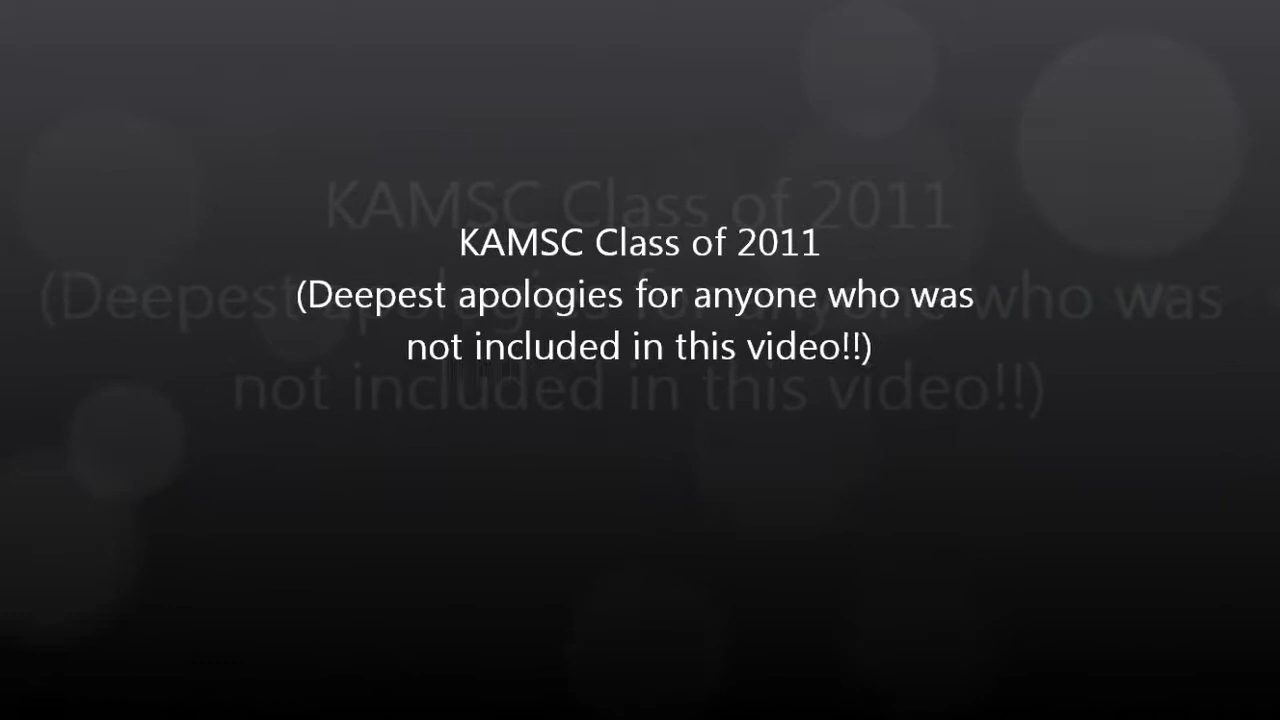 KAMSC Class of 2011
(Deepest apologies for anyone who was
not included in this video!!)